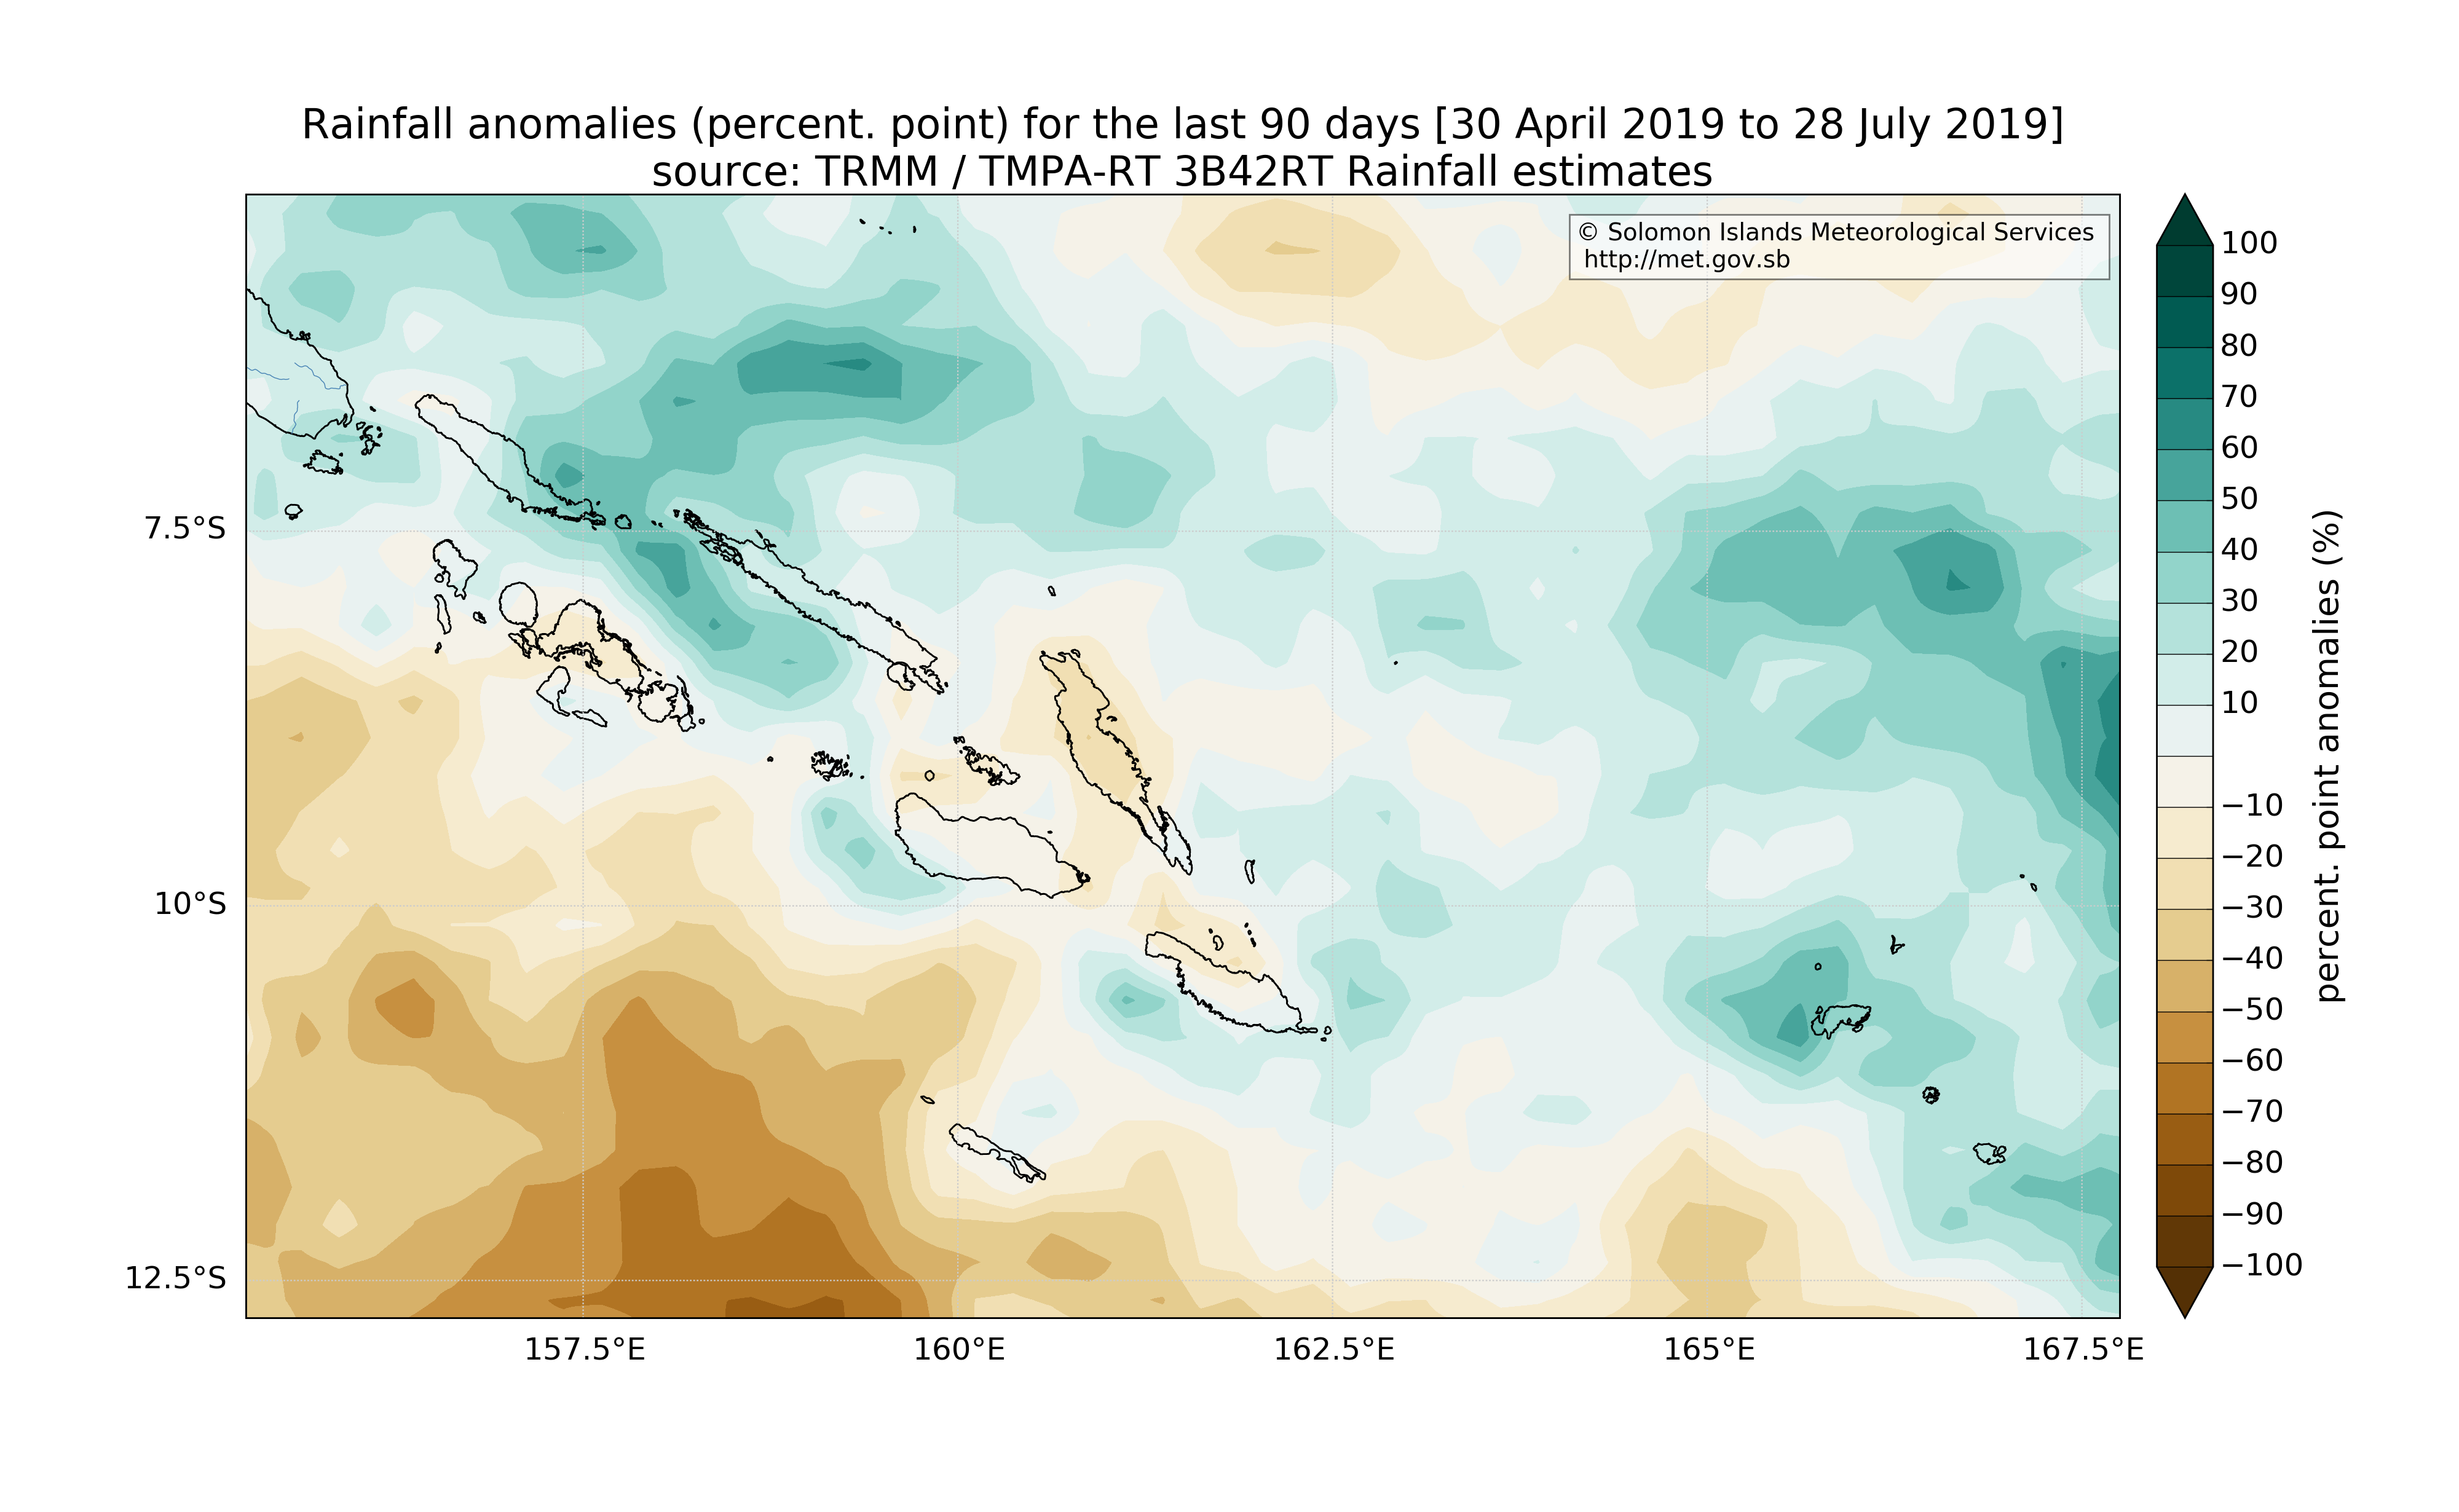 Rainfall anomalies (percent. point) for the last 90 days [30 April 2019 to 28 July 2019]
source: TRMM / TMPA-RT 3B42RT Rainfall estimates
© Solomon Islands Meteorological Services
http://met.gov.sb
7.5°S
10°S
12.5°S
157.5°E
160°E
162.5°E
165°E
167.5°E
100
90
80
70
60
50
40
30
20
10
−10
−20
−30
−40
−50
−60
−70
−80
−90
−100
percent. point anomalies (%)